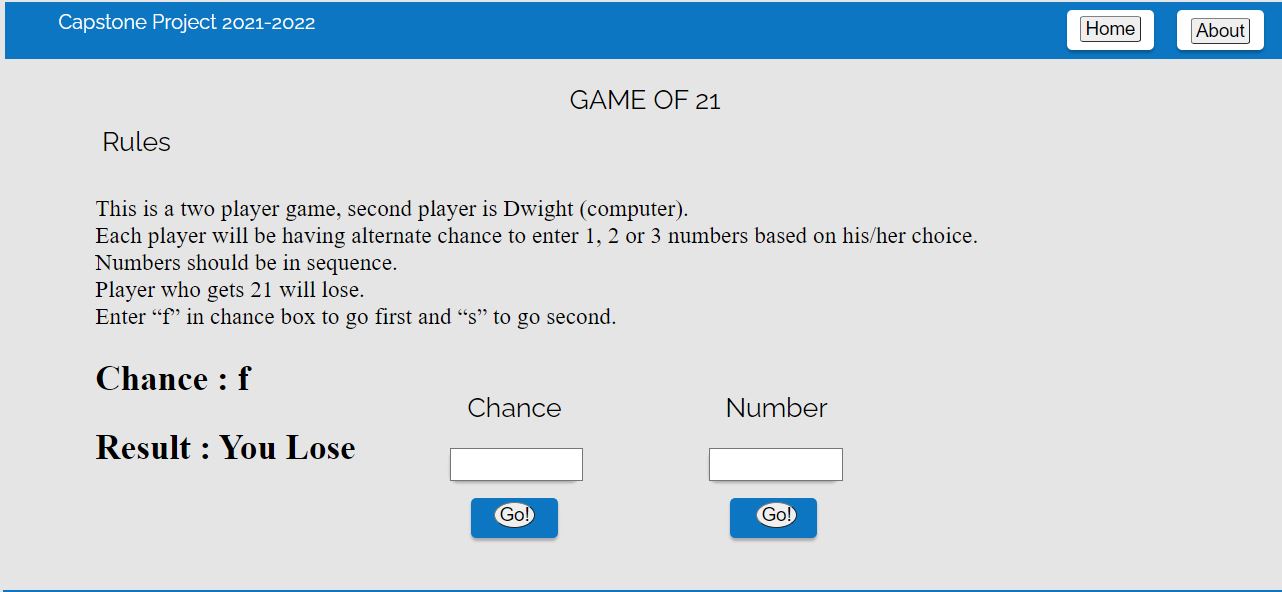 Capstone Project 2021-2022
Home
About
GAME OF 21
Rules
This is a two player game, second player is Dwight (computer).
Each player will be having alternate chance to enter 1, 2 or 3 numbers based on his/her choice.
Numbers should be in sequence.
Player who gets 21 will lose.
Enter “f” in chance box to go first and “s” to go second.
Chance : f
Result : You Lose
Chance
Number
Go!
Go!